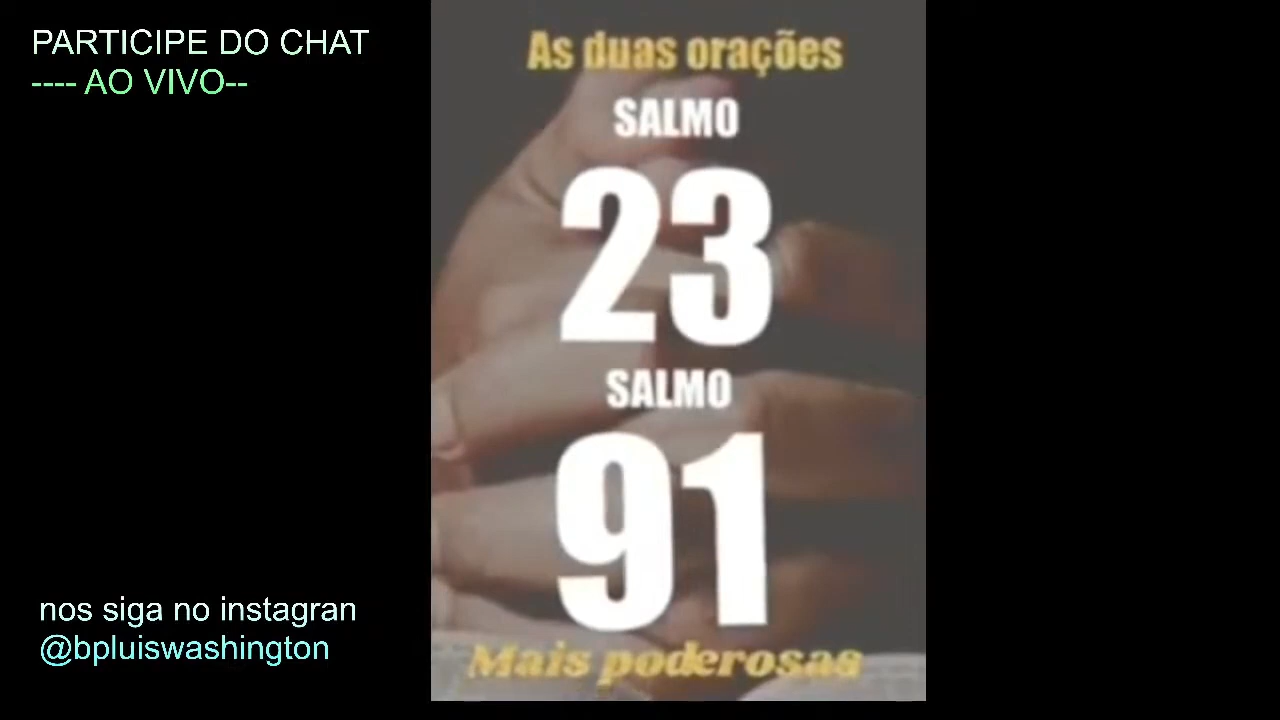 PARTICIPE DO CHAT
---- AO VIVO--
As duas orações
SALMO
23
SALMO
91
Mais poderosas
nos siga no instagran
@bpluiswashington